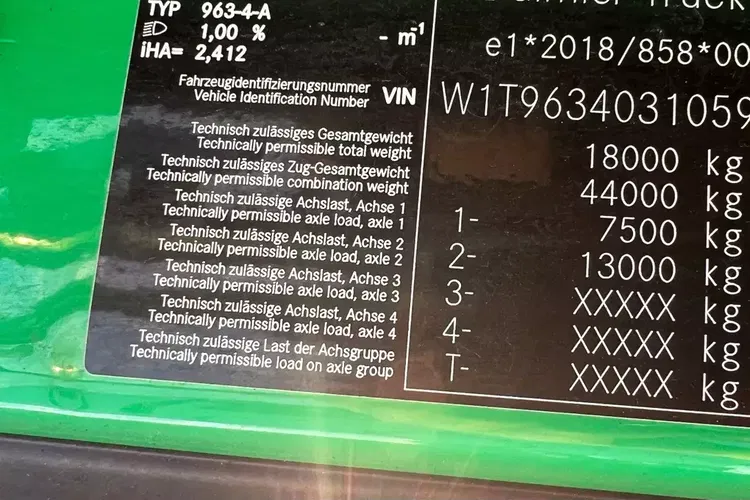 TYP 963-4-A
1,00 % - m-1
iHA= 2,412
e1*2018/858*00
Fahrzeugidentifizierungsnummer
Vehicle Identification Number VIN W1T9634031059
Technisch zulässiges Gesamtgewicht
Technically permissible total weight 18000 kg
Technisch zulässiges Zug-Gesamtgewicht
Technically permissible combination weight 44000 kg
Technisch zulässige Achslast, Achse 1
Technically permissible axle load, axle 1 1- 7500 kg
Technisch zulässige Achslast, Achse 2
Technically permissible axle load, axle 2 2- 13000 kg
Technisch zulässige Achslast, Achse 3
Technically permissible axle load, axle 3 3- XXXXX kg
Technisch zulässige Achslast, Achse 4
Technically permissible axle load, axle 4 4- XXXXX kg
Technisch zulässige Last der Achsgruppe
Technically permissible load on axle group T- XXXXX kg